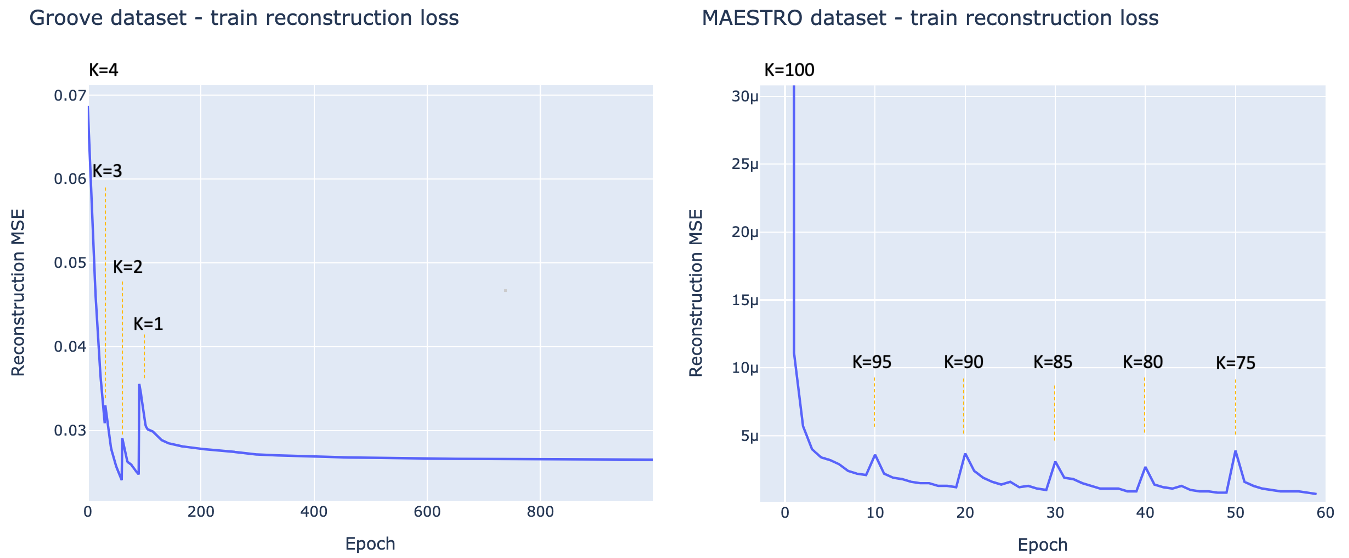 Groove dataset - train reconstruction loss
K=4
0.07
K=3
0.06
K=2
0.05
K=1
0.04
0.03
Reconstruction MSE
0 200 400 600 800
Epoch
MAESTRO dataset - train reconstruction loss
K=100
30μ
25μ
20μ
15μ
10μ
5μ
K=95 K=90 K=85 K=80 K=75
Reconstruction MSE
0 10 20 30 40 50 60
Epoch